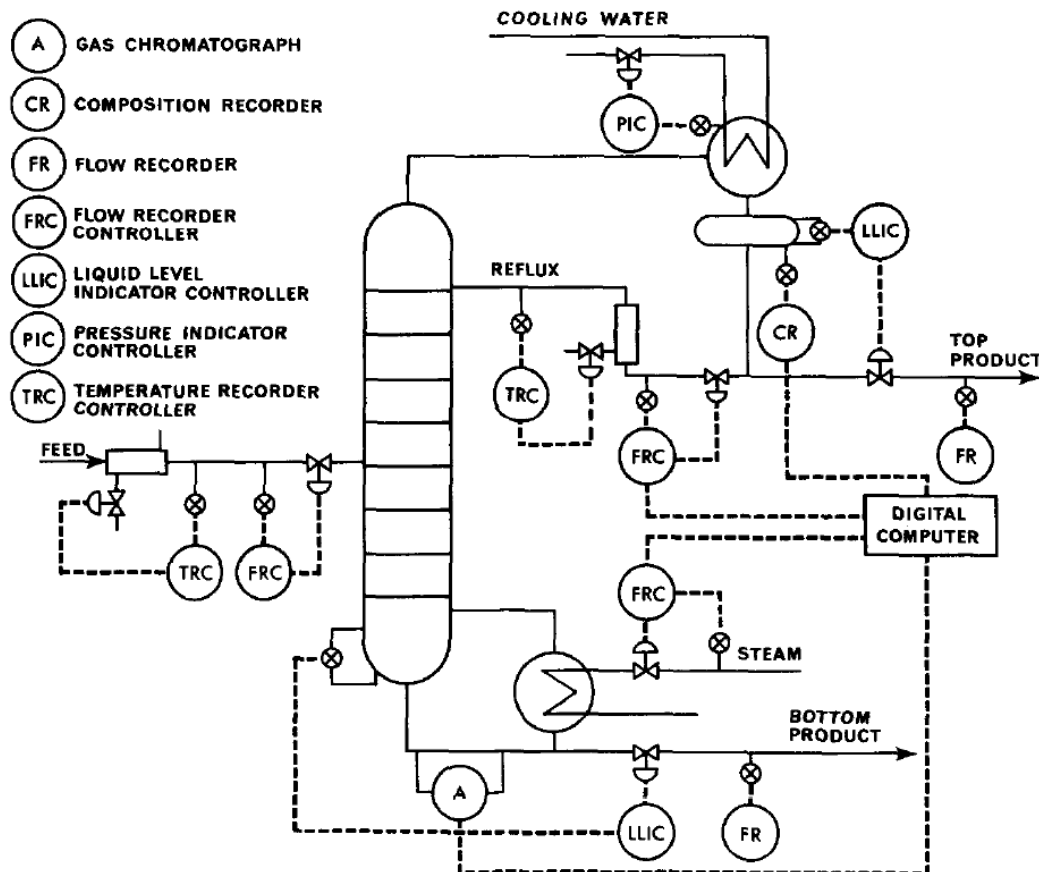 COOLING WATER
A
GAS CHROMATOGRAPH
CR
COMPOSITION RECORDER
FR
FLOW RECORDER
FRC
FLOW RECORDER
CONTROLLER
LLIC
LIQUID LEVEL
INDICATOR CONTROLLER
PIC
PRESSURE INDICATOR
CONTROLLER
TRC
TEMPERATURE RECORDER
CONTROLLER
PIC
LLIC
REFLUX
CR
TOP
PRODUCT
TRC
FRC
FR
FEED
TRC
FRC
DIGITAL
COMPUTER
FRC
STEAM
BOTTOM
PRODUCT
A
LLIC
FR